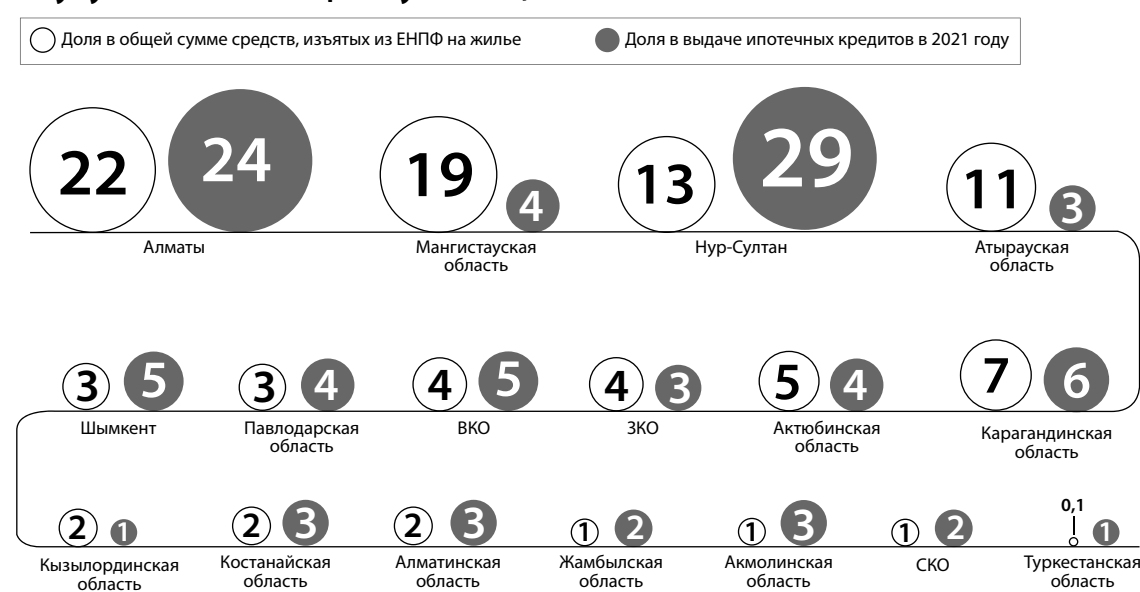 Доля в общей сумме средств, изъятых из ЕНПФ на жилье
Доля в выдаче ипотечных кредитов в 2021 году
22 24
19 4
13 29
11 3
Алматы
Мангистауская
область
Нур-Султан
Атырауская
область
3 5
3 4
4 5
4 3
5 4
7 6
Шымкент
Павлодарская
область
ВКО
ЗКО
Актюбинская
область
Карагандинская
область
2 1
2 3
2 3
1 2
1 3
1 2
0,1
1
Кызылординская
область
Костанайская
область
Алматинская
область
Жамбылская
область
Акмолинская
область
СКО
Туркестанская
область